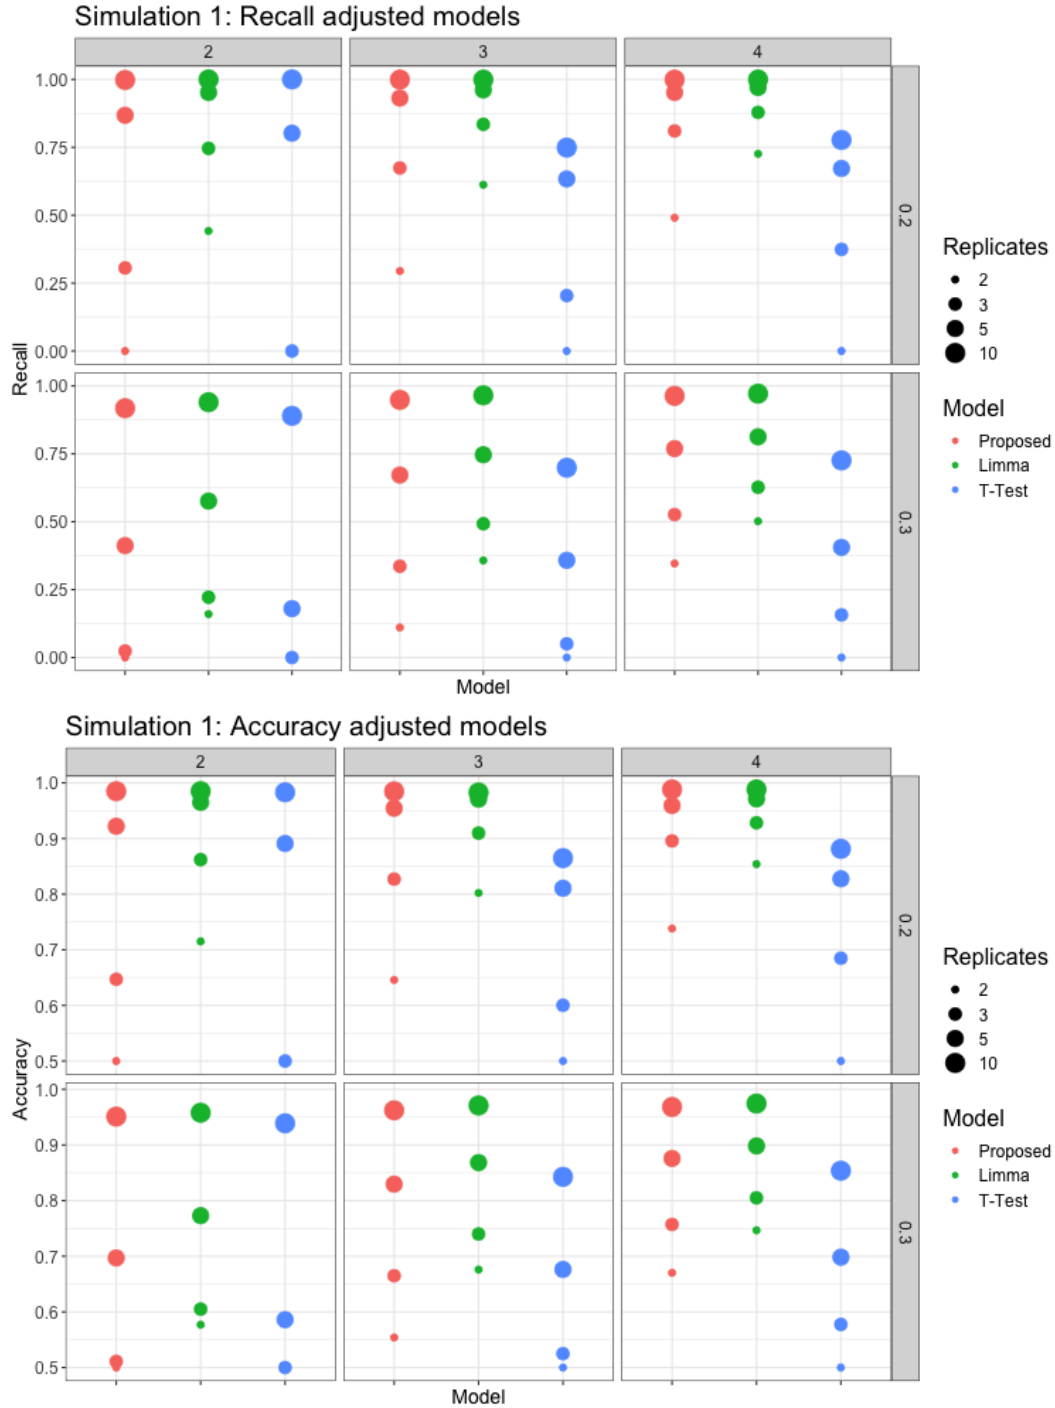 Simulation 1: Recall adjusted models
2 3 4
1.00
0.75
0.50
0.25
0.00
0.2
1.00
0.75
0.50
0.25
0.00
0.3
Recall
Model
Replicates
2
3
5
10
Model
Proposed
Limma
T-Test
Simulation 1: Accuracy adjusted models
2 3 4
1.0
0.9
0.8
0.7
0.6
0.5
0.2
1.0
0.9
0.8
0.7
0.6
0.5
0.3
Accuracy
Model
Replicates
2
3
5
10
Model
Proposed
Limma
T-Test